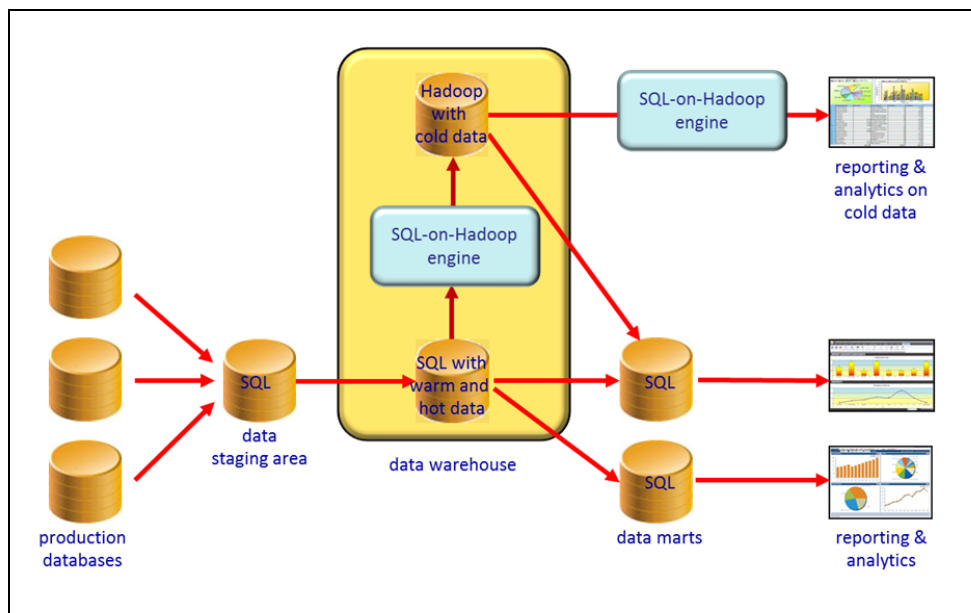 Hadoop
with
cold data
SQL-on-Hadoop
engine
reporting &
analytics on
cold data
SQL-on-Hadoop
engine
SQL
data
staging area
SQL with
warm and
hot data
data warehouse
SQL
SQL
data marts
production
databases
reporting &
analytics